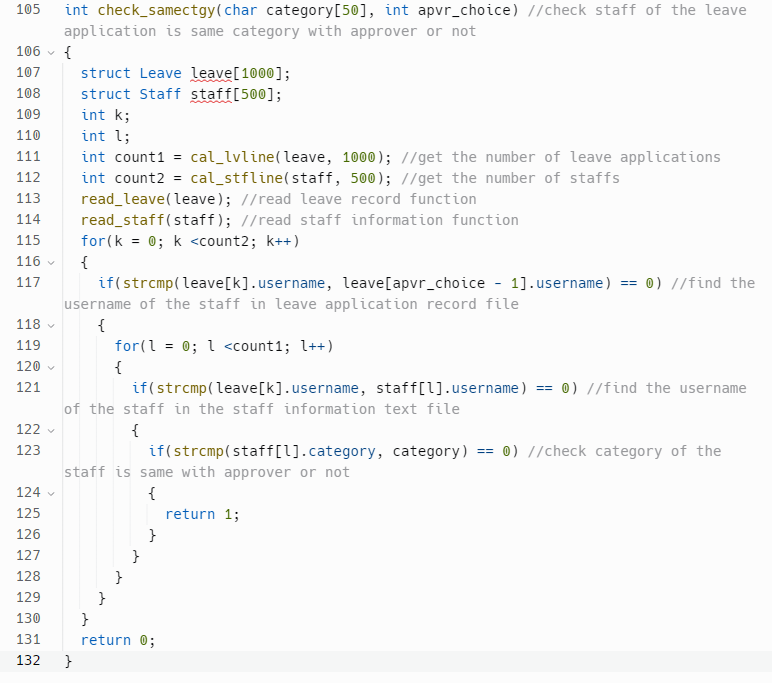 105 int check_samectgy(char category[50], int apvr_choice) //check staff of the leave
application is same category with approver or not
106 {
107 struct Leave leave[1000];
108 struct Staff staff[500];
109 int k;
110 int l;
111 int count1 = cal_lvline(leave, 1000); //get the number of leave applications
112 int count2 = cal_stfline(staff, 500); //get the number of staffs
113 read_leave(leave); //read leave record function
114 read_staff(staff); //read staff information function
115 for(k = 0; k <count2; k++)
116 {
117 if(strcmp(leave[k].username, leave[apvr_choice - 1].username) == 0) //find the
username of the staff in leave application record file
118 {
119 for(l = 0; l <count1; l++)
120 {
121 if(strcmp(leave[k].username, staff[l].username) == 0) //find the username
of the staff in the staff information text file
122 {
123 if(strcmp(staff[l].category, category) == 0) //check category of the
staff is same with approver or not
124 {
125 return 1;
126 }
127 }
128 }
129 }
130 }
131 return 0;
132 }